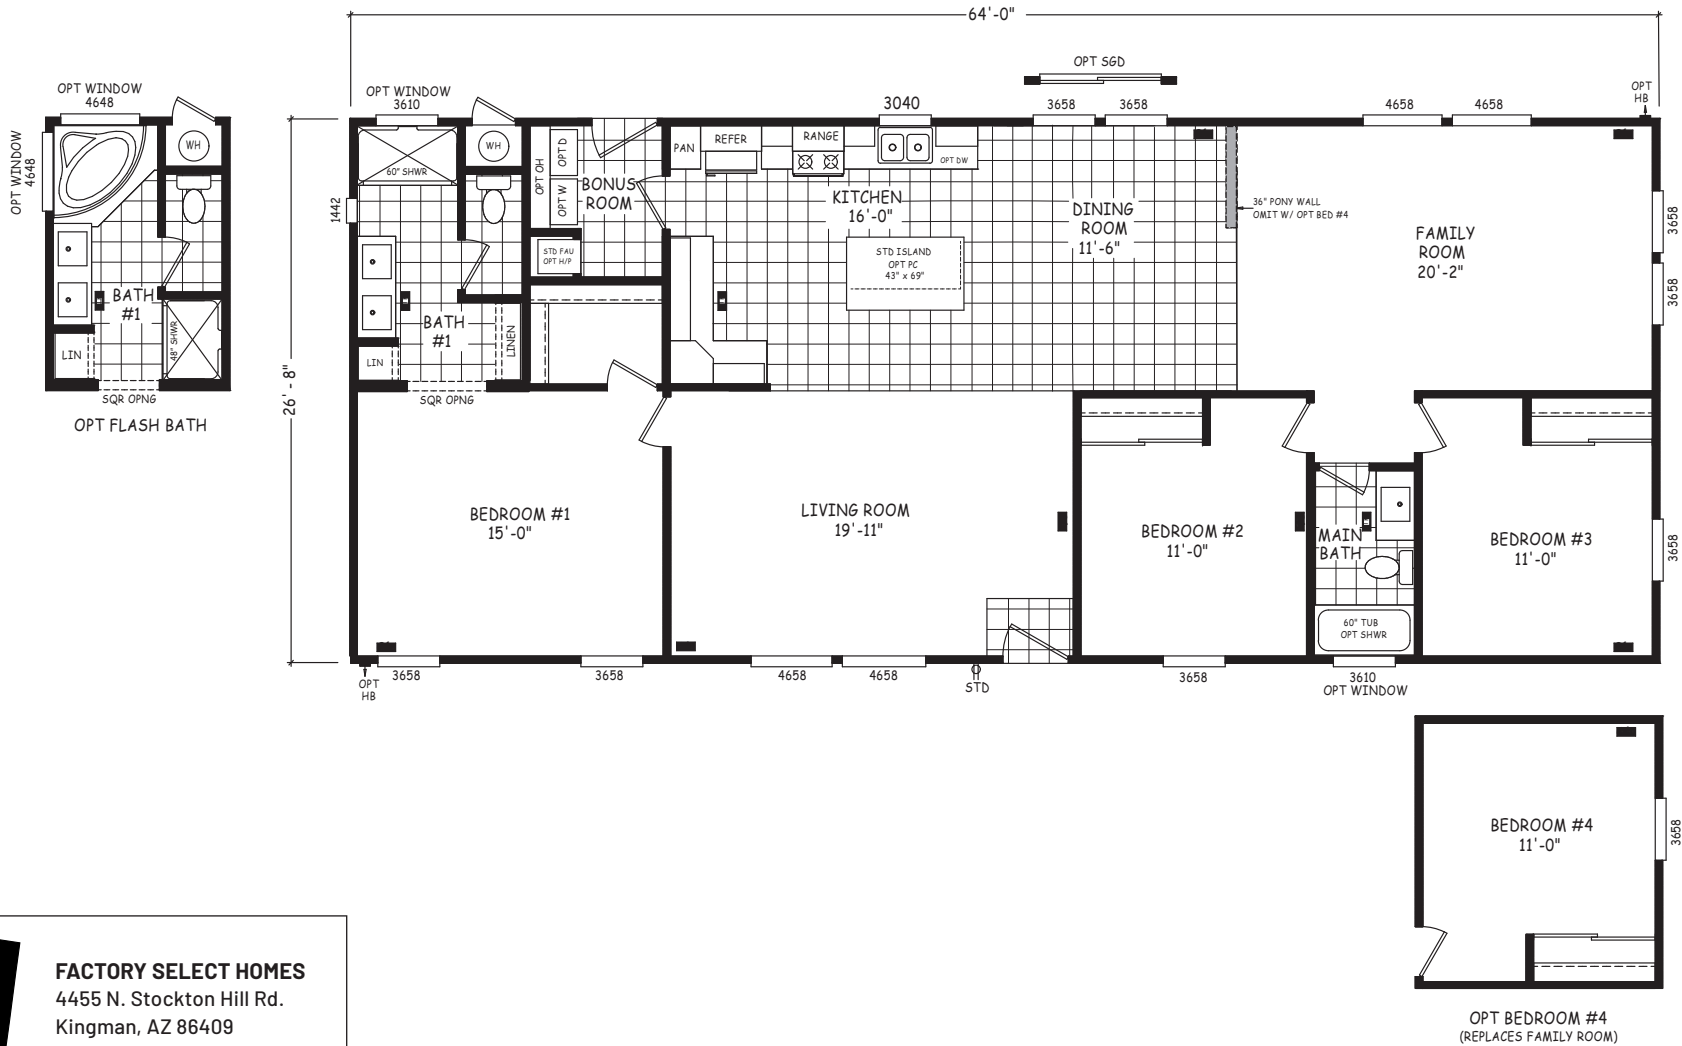 64'-0"
OPT SGD
OPT WINDOW
4648
OPT WINDOW
4648
WH
BATH
#1
LIN
48" SHWR
SQR OPNG
OPT FLASH BATH
OPT WINDOW
3610
3040
3658
3658
4658
4658
OPT
HB
26' - 8"
1442
60" SHWR
WH
OPT OH
OPT D
OPT W
BONUS
ROOM
STD FAU
OPT H/P
BATH
#1
LIN
LINEN
SQR OPNG
PAN
REFER
RANGE
OPT DW
KITCHEN
16'-0"
STD ISLAND
OPT PC
43" x 69"
DINING
ROOM
11'-6"
36" PONY WALL
OMIT W/ OPT BED #4
FAMILY
ROOM
20'-2"
3658
3658
BEDROOM #1
15'-0"
LIVING ROOM
19'-11"
BEDROOM #2
11'-0"
MAIN
BATH
60" TUB
OPT SHWR
BEDROOM #3
11'-0"
3658
OPT
HB
3658
3658
4658
4658
STD
3658
3610
OPT WINDOW
BEDROOM #4
11'-0"
3658
OPT BEDROOM #4
(REPLACES FAMILY ROOM)
FACTORY SELECT HOMES
4455 N. Stockton Hill Rd.
Kingman, AZ 86409